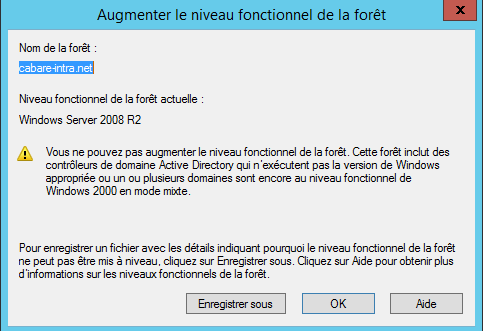 Augmenter le niveau fonctionnel de la forêt
x
Nom de la forêt :
cabare-intra.net
Niveau fonctionnel de la forêt actuelle :
Windows Server 2008 R2
Vous ne pouvez pas augmenter le niveau fonctionnel de la forêt. Cette forêt inclut des
contrôleurs de domaine Active Directory qui n'exécutent pas la version de Windows
appropriée ou un ou plusieurs domaines sont encore au niveau fonctionnel de
Windows 2000 en mode mixte.
Pour enregistrer un fichier avec les détails indiquant pourquoi le niveau fonctionnel de la forêt
ne peut pas être mis à niveau, cliquez sur Enregistrer sous. Cliquez sur Aide pour obtenir plus
d'informations sur les niveaux fonctionnels de la forêt.
Enregistrer sous
OK
Aide